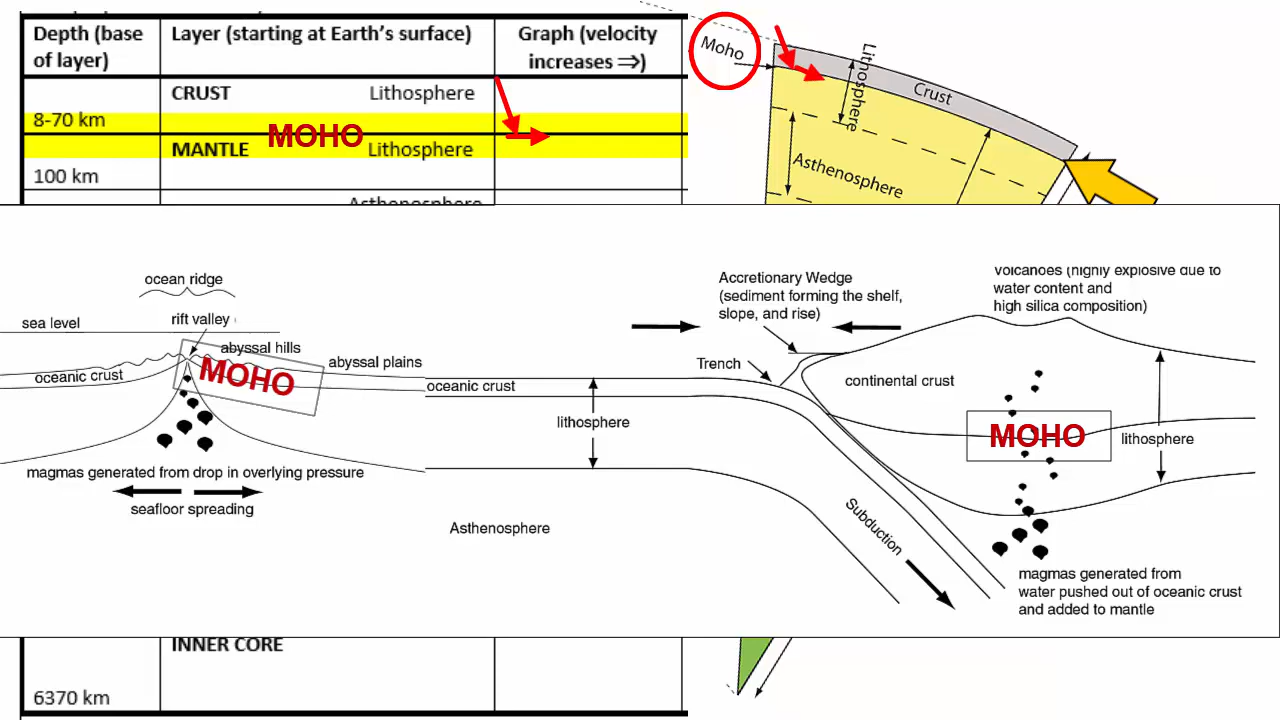 Depth (base
of layer)
Layer (starting at Earth's surface)
Graph (velocity
increases ⇒)
CRUST Lithosphere
8-70 km
MOHO
MANTLE Lithosphere
100 km
Asthenosphere
Moho
Lithosphere
Crust
Asthenosphere
ocean ridge
sea level
rift valley
abyssal hills
abyssal plains
MOHO
oceanic crust
oceanic crust
magmas generated from drop in overlying pressure
seafloor spreading
lithosphere
Asthenosphere
Accretionary Wedge
(sediment forming the shelf,
slope, and rise)
Trench
Subduction
volcanoes (highly explosive due to
water content and
high silica composition)
continental crust
MOHO
lithosphere
magmas generated from
water pushed out of oceanic crust
and added to mantle
INNER CORE
6370 km